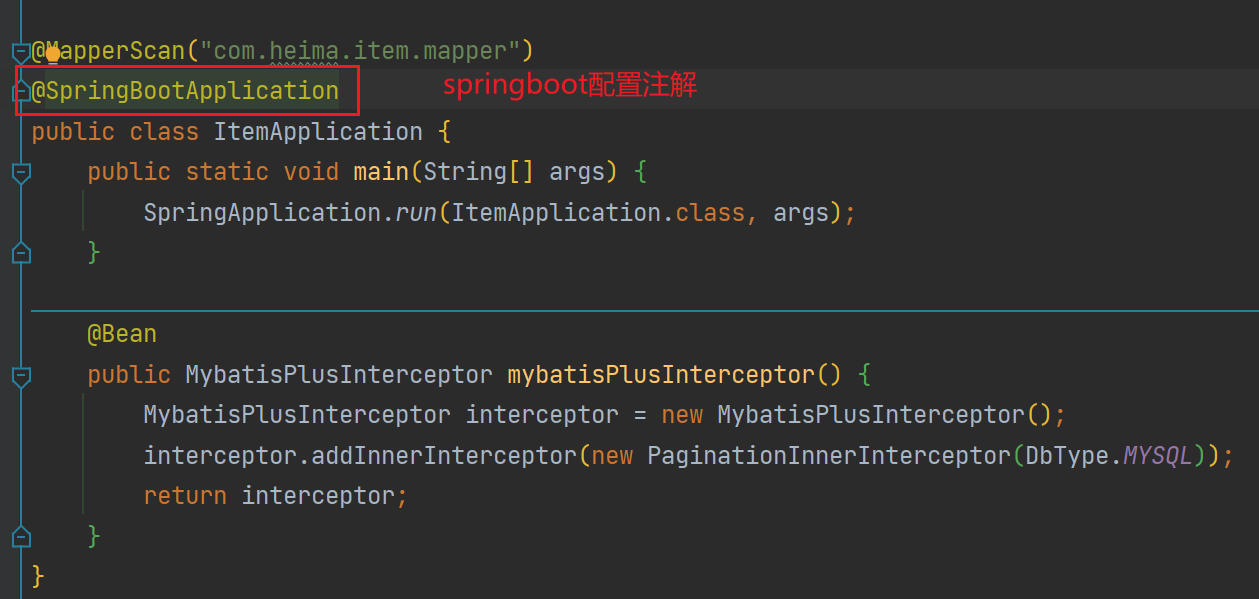 @MapperScan("com.heima.item.mapper")
@SpringBootApplication springboot配置注解
public class ItemApplication {
public static void main(String[] args) {
SpringApplication.run(ItemApplication.class, args);
}
@Bean
public MybatisPlusInterceptor mybatisPlusInterceptor() {
MybatisPlusInterceptor interceptor = new MybatisPlusInterceptor();
interceptor.addInnerInterceptor(new PaginationInnerInterceptor(DbType.MYSQL));
return interceptor;
}
}